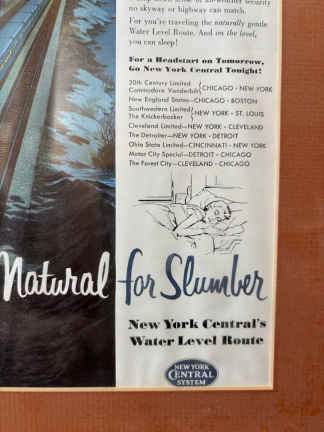 no skyway or highway can match.
For you're traveling the naturally gentle
Water Level Route. And on the level,
you can sleep!
For a Headstart on Tomorrow,
Go New York Central Tonight!
20th Century Limited
Commodore Vanderbilt } CHICAGO · NEW YORK
New England States—CHICAGO · BOSTON
Southwestern Limited
The Knickerbocker } NEW YORK · ST. LOUIS
Cleveland Limited—NEW YORK · CLEVELAND
The Detroiter—NEW YORK · DETROIT
Ohio State Limited—CINCINNATI · NEW YORK
Motor City Special—DETROIT · CHICAGO
The Forest City—CLEVELAND · CHICAGO
Natural for Slumber
New York Central's
Water Level Route
NEW YORK
CENTRAL
SYSTEM